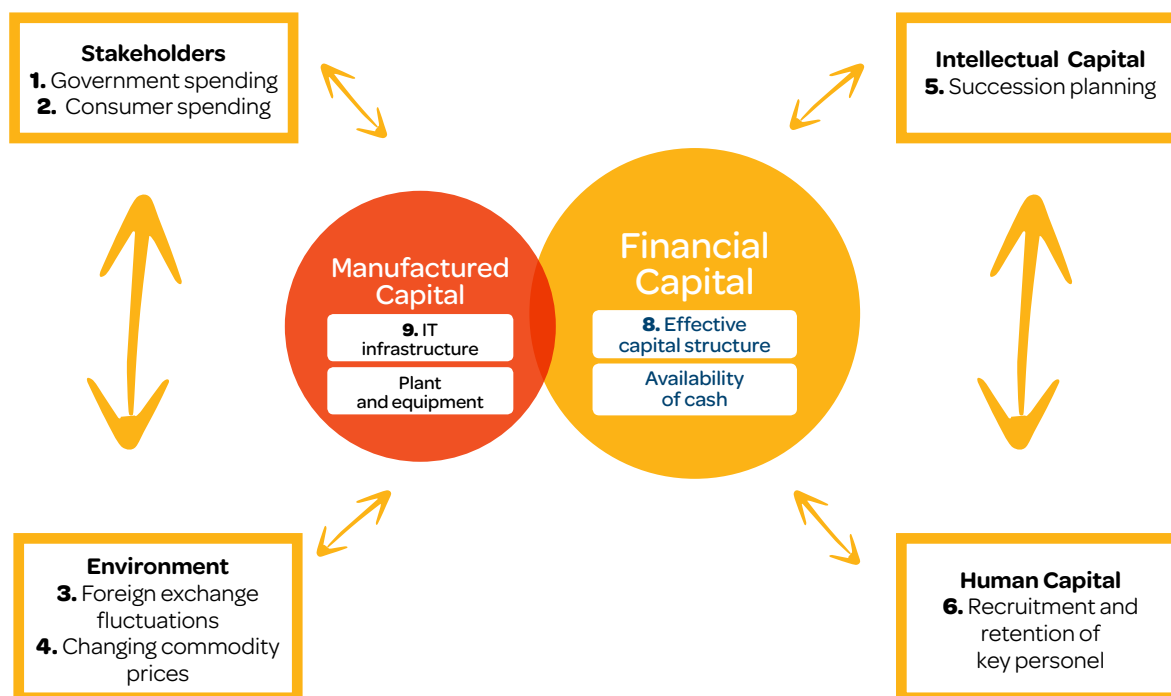 Stakeholders
1. Government spending
2. Consumer spending
Intellectual Capital
5. Succession planning
Manufactured
Capital
9. IT
infrastructure
Plant
and equipment
Financial
Capital
8. Effective
capital structure
Availability
of cash
Environment
3. Foreign exchange
fluctuations
4. Changing commodity
prices
Human Capital
6. Recruitment and
retention of
key personel